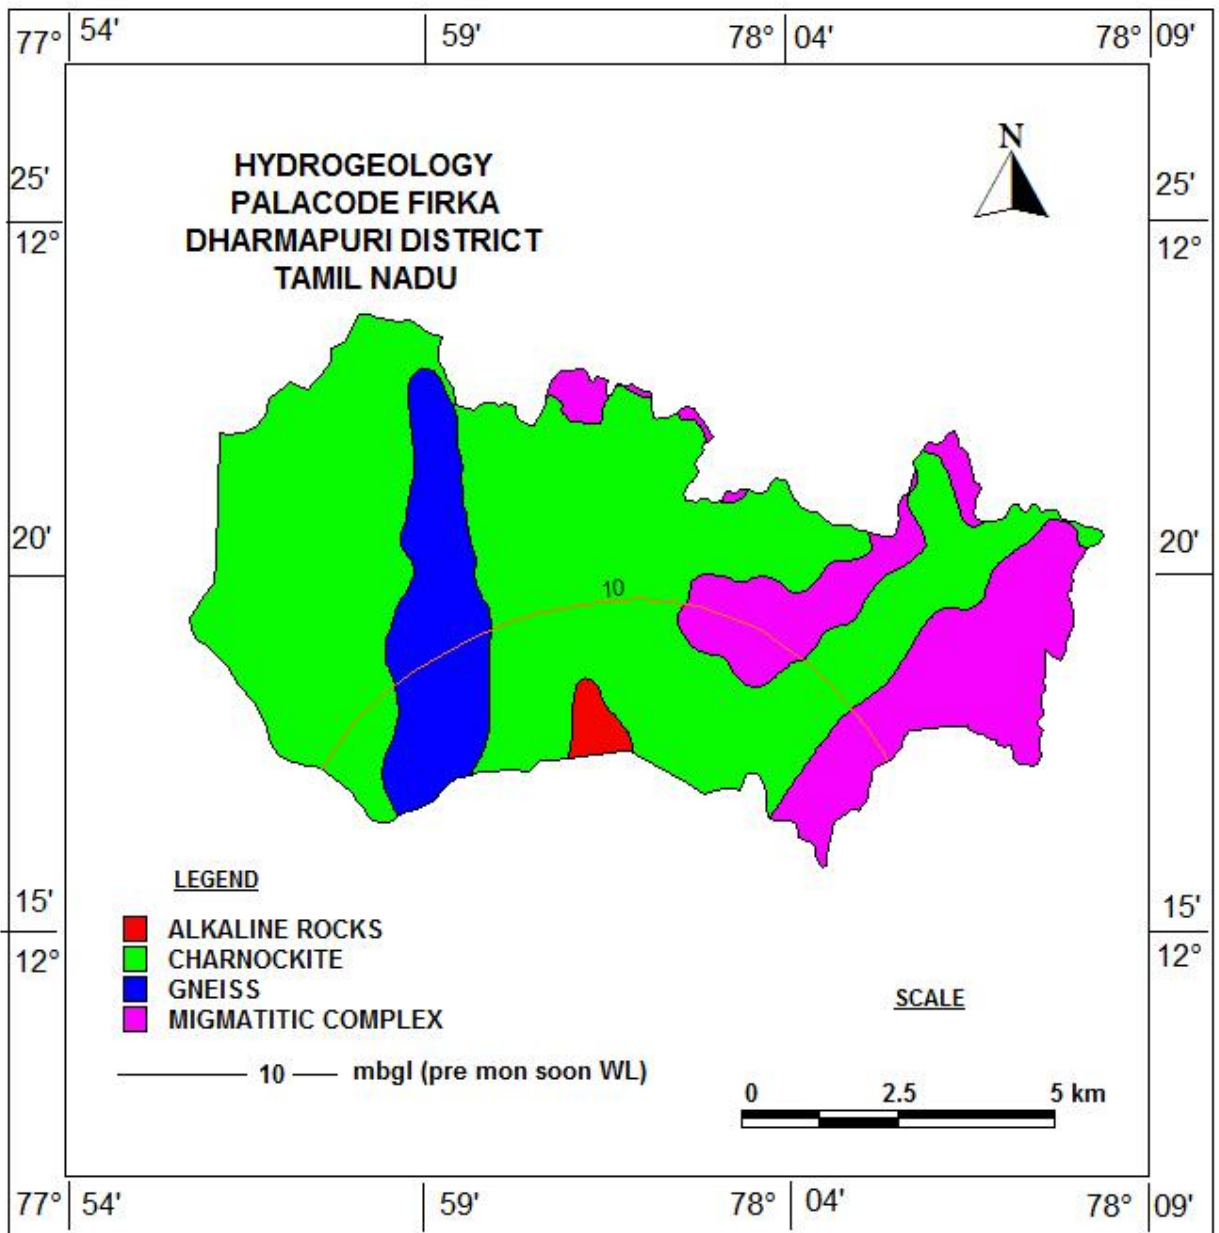 77° 54' 59' 78° 04' 78° 09'
N
HYDROGEOLOGY
PALACODE FIRKA
DHARMAPURI DISTRICT
TAMIL NADU
25' 25'
12° 12°
20' 20'
10
15' 15'
12° 12°
LEGEND
ALKALINE ROCKS
CHARNOCKITE
GNEISS
MIGMATITIC COMPLEX
10 mbgl (pre mon soon WL)
SCALE
0 2.5 5 km
77° 54' 59' 78° 04' 78° 09'